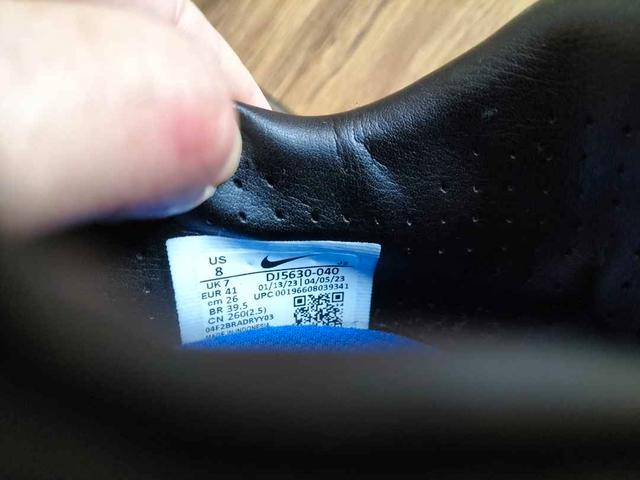 US
8
UK 7
EUR 41
cm 26
BR 39.5
CN 260(2.5)
04F2BRADRYY03
MADE IN INDONESIA
DJ5630-040
01/13/23 | 04/05/23
UPC 00196608039341